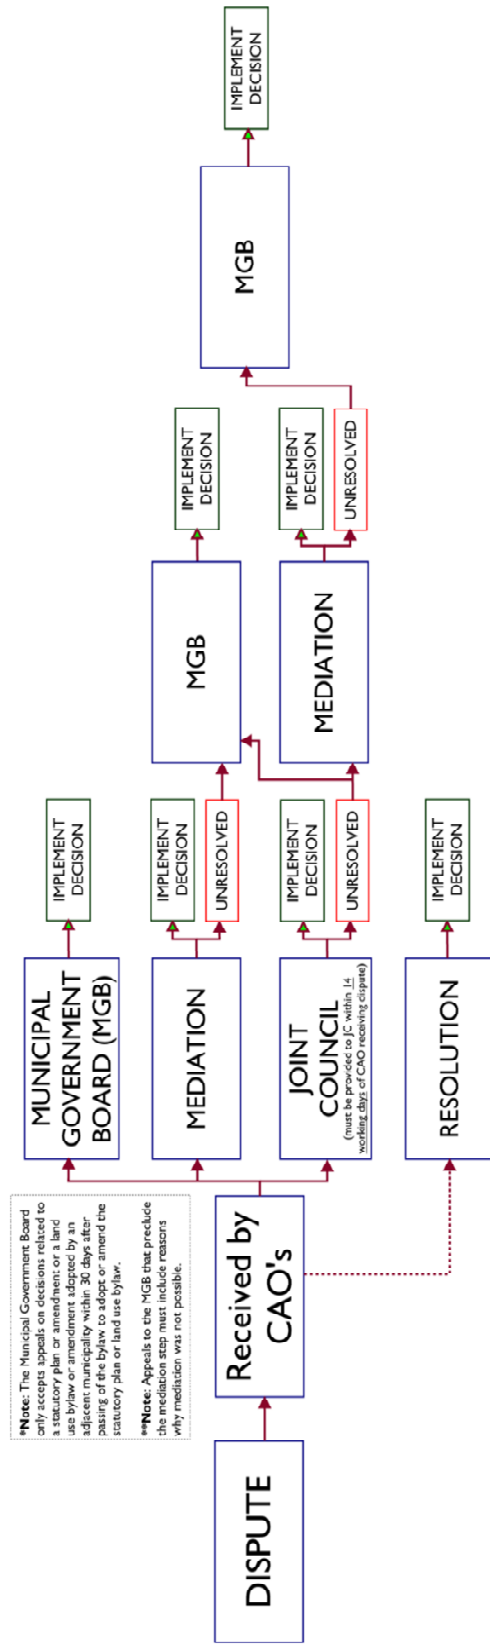 DISPUTE
Received by
CAO's
*Note: The Municipal Government Board
only accepts appeals on decisions related to
a statutory plan or amendment or a land
use bylaw or amendment adopted by an
adjacent municipality within 30 days after
passing of the bylaw to adopt or amend the
statutory plan or land use bylaw.
**Note: Appeals to the MGB that preclude
the mediation step must include reasons
why mediation was not possible.
MUNICIPAL
GOVERNMENT
BOARD (MGB)
IMPLEMENT
DECISION
MEDIATION
IMPLEMENT
DECISION
UNRESOLVED
JOINT
COUNCIL
(must be provided to JC within 14
working days of CAO receiving dispute)
IMPLEMENT
DECISION
UNRESOLVED
RESOLUTION
IMPLEMENT
DECISION
MGB
IMPLEMENT
DECISION
MEDIATION
IMPLEMENT
DECISION
UNRESOLVED
MGB
IMPLEMENT
DECISION